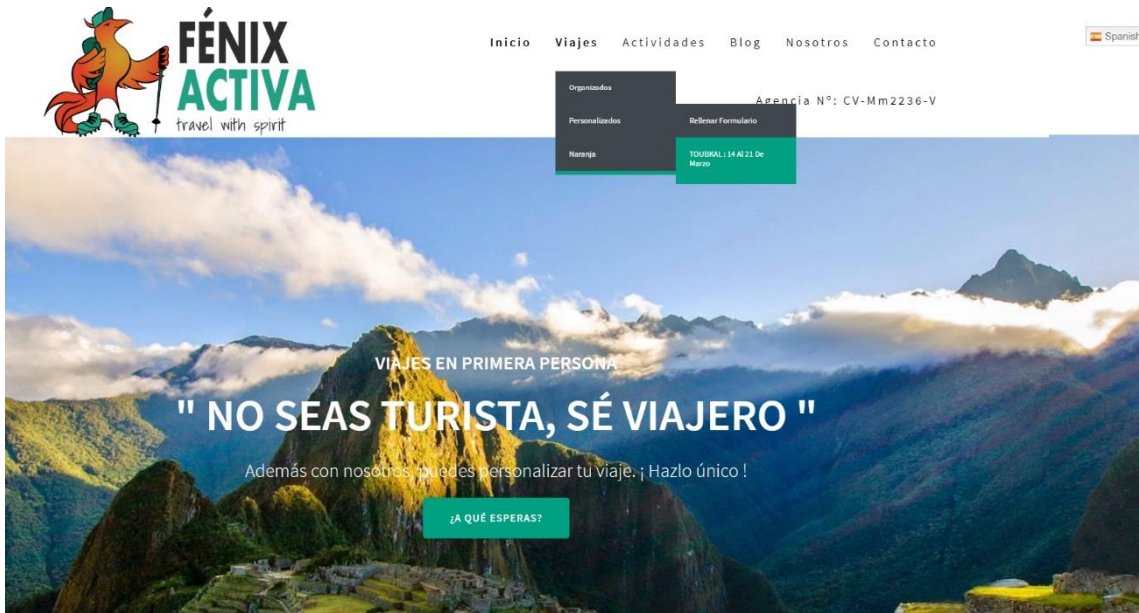 FÉNIX
ACTIVA
travel with spirit
Inicio Viajes Actividades Blog Nosotros Contacto
Spanish
Agencia Nº: CV-Mm2236-V
Organizados
Personalizados
Naranja
Rellenar Formulario
TOUBKAL : 14 Al 21 De
Marzo
VIAJES EN PRIMERA PERSONA
" NO SEAS TURISTA, SÉ VIAJERO "
Además con nosotros, puedes personalizar tu viaje. ¡ Hazlo único !
¿A QUÉ ESPERAS?